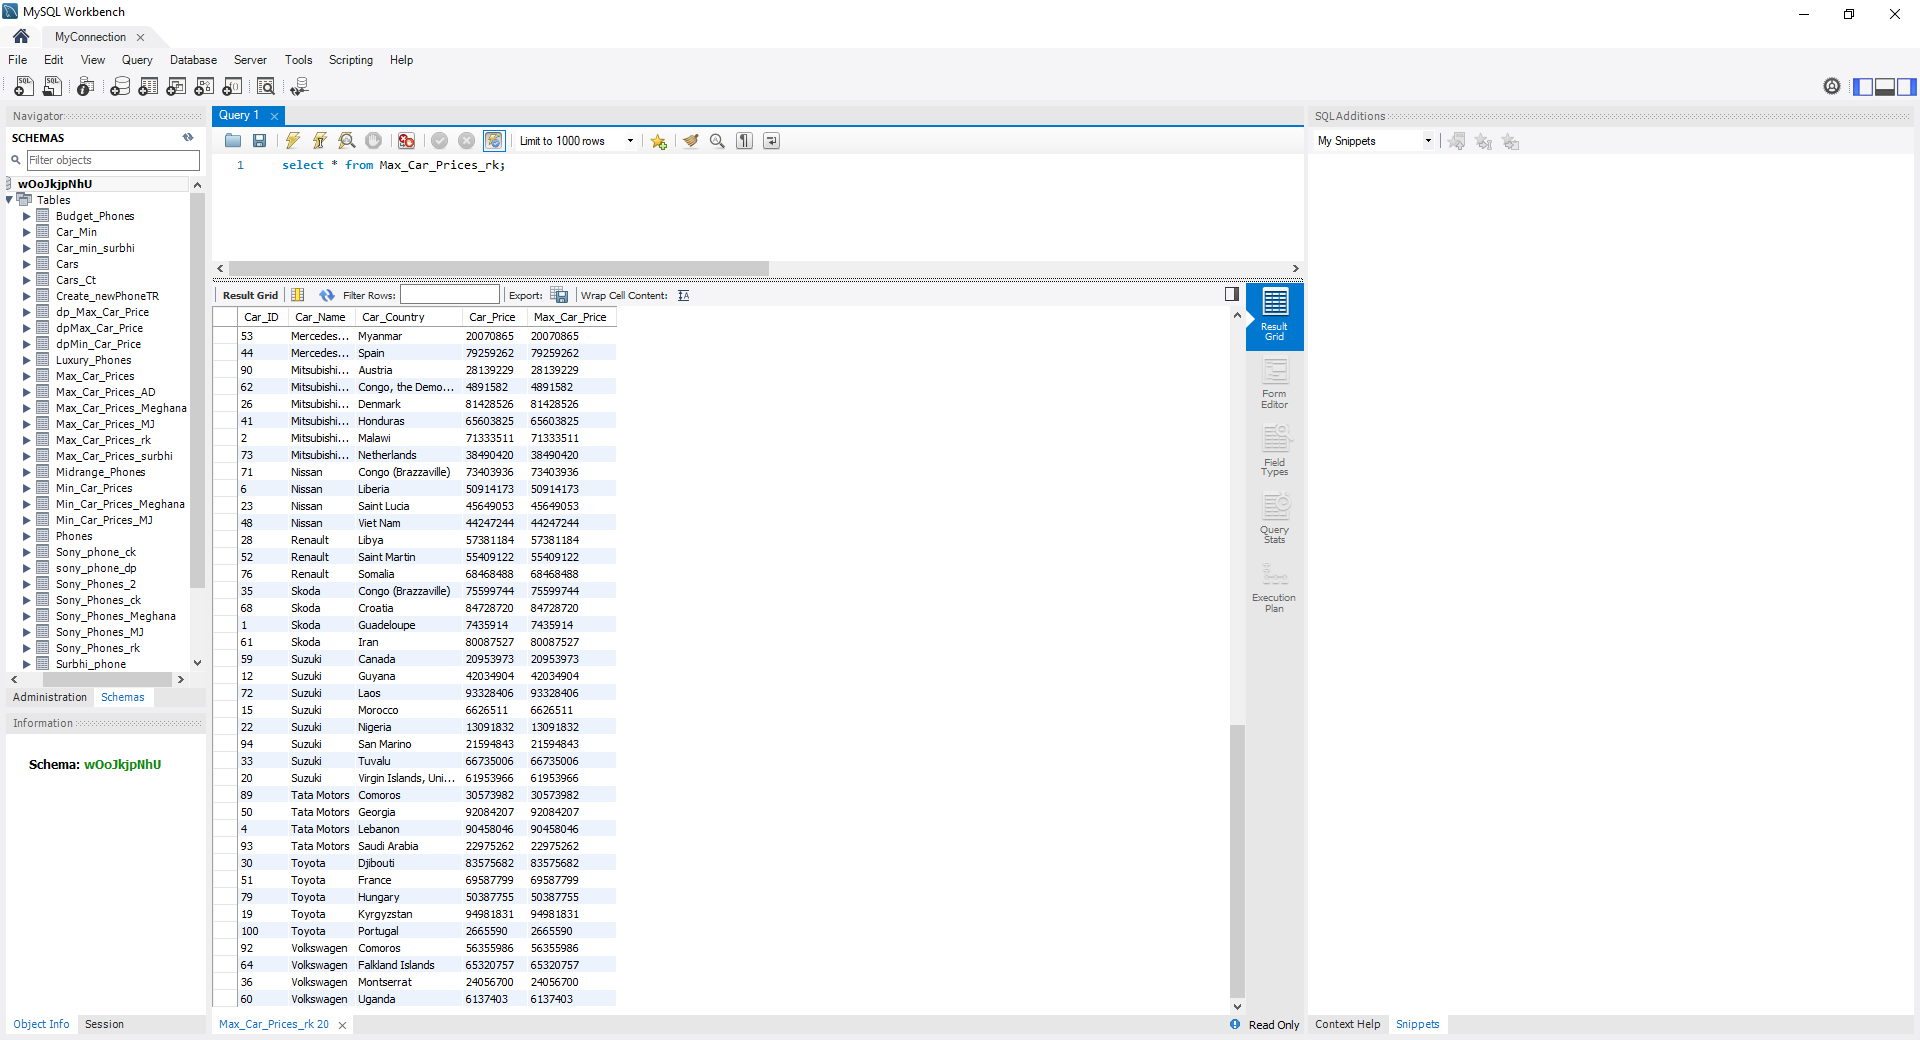 MySQL Workbench
MyConnection
File Edit View Query Database Server Tools Scripting Help
Navigator
SCHEMAS
Filter objects
wOoJkjpNhU
Tables
Budget_Phones
Car_Min
Car_min_surbhi
Cars
Cars_Ct
Create_newPhoneTR
dp_Max_Car_Price
dpMax_Car_Price
dpMin_Car_Price
Luxury_Phones
Max_Car_Prices
Max_Car_Prices_AD
Max_Car_Prices_Meghana
Max_Car_Prices_MJ
Max_Car_Prices_rk
Max_Car_Prices_surbhi
Midrange_Phones
Min_Car_Prices
Min_Car_Prices_Meghana
Min_Car_Prices_MJ
Phones
Sony_phone_ck
sony_phone_dp
Sony_Phones_2
Sony_Phones_ck
Sony_Phones_Meghana
Sony_Phones_MJ
Sony_Phones_rk
Surbhi_phone
Administration Schemas
Information
Schema: wOoJkjpNhU
Object Info Session
Query 1
Limit to 1000 rows
1 select * from Max_Car_Prices_rk;
Result Grid Filter Rows: Export: Wrap Cell Content:
Car_ID Car_Name Car_Country Car_Price Max_Car_Price
53 Mercedes... Myanmar 20070865 20070865
44 Mercedes... Spain 79259262 79259262
90 Mitsubishi... Austria 28139229 28139229
62 Mitsubishi... Congo, the Demo... 4891582 4891582
26 Mitsubishi... Denmark 81428526 81428526
41 Mitsubishi... Honduras 65603825 65603825
2 Mitsubishi... Malawi 71333511 71333511
73 Mitsubishi... Netherlands 38490420 38490420
71 Nissan Congo (Brazzaville) 73403936 73403936
6 Nissan Liberia 50914173 50914173
23 Nissan Saint Lucia 45649053 45649053
48 Nissan Viet Nam 44247244 44247244
28 Renault Libya 57381184 57381184
52 Renault Saint Martin 55409122 55409122
76 Renault Somalia 68468488 68468488
35 Skoda Congo (Brazzaville) 75599744 75599744
68 Skoda Croatia 84728720 84728720
1 Skoda Guadeloupe 7435914 7435914
61 Skoda Iran 80087527 80087527
59 Suzuki Canada 20953973 20953973
12 Suzuki Guyana 42034904 42034904
72 Suzuki Laos 93328406 93328406
15 Suzuki Morocco 6626511 6626511
22 Suzuki Nigeria 13091832 13091832
94 Suzuki San Marino 21594843 21594843
33 Suzuki Tuvalu 66735006 66735006
20 Suzuki Virgin Islands, Uni... 61953966 61953966
89 Tata Motors Comoros 30573982 30573982
50 Tata Motors Georgia 92084207 92084207
4 Tata Motors Lebanon 90458046 90458046
93 Tata Motors Saudi Arabia 22975262 22975262
30 Toyota Djibouti 83575682 83575682
51 Toyota France 69587799 69587799
79 Toyota Hungary 50387755 50387755
19 Toyota Kyrgyzstan 94981831 94981831
100 Toyota Portugal 2665590 2665590
92 Volkswagen Comoros 56355986 56355986
64 Volkswagen Falkland Islands 65320757 65320757
36 Volkswagen Montserrat 24056700 24056700
60 Volkswagen Uganda 6137403 6137403
Max_Car_Prices_rk 20
Read Only
Result
Grid
Form
Editor
Field
Types
Query
Stats
Execution
Plan
SQLAdditions
My Snippets
Context Help Snippets